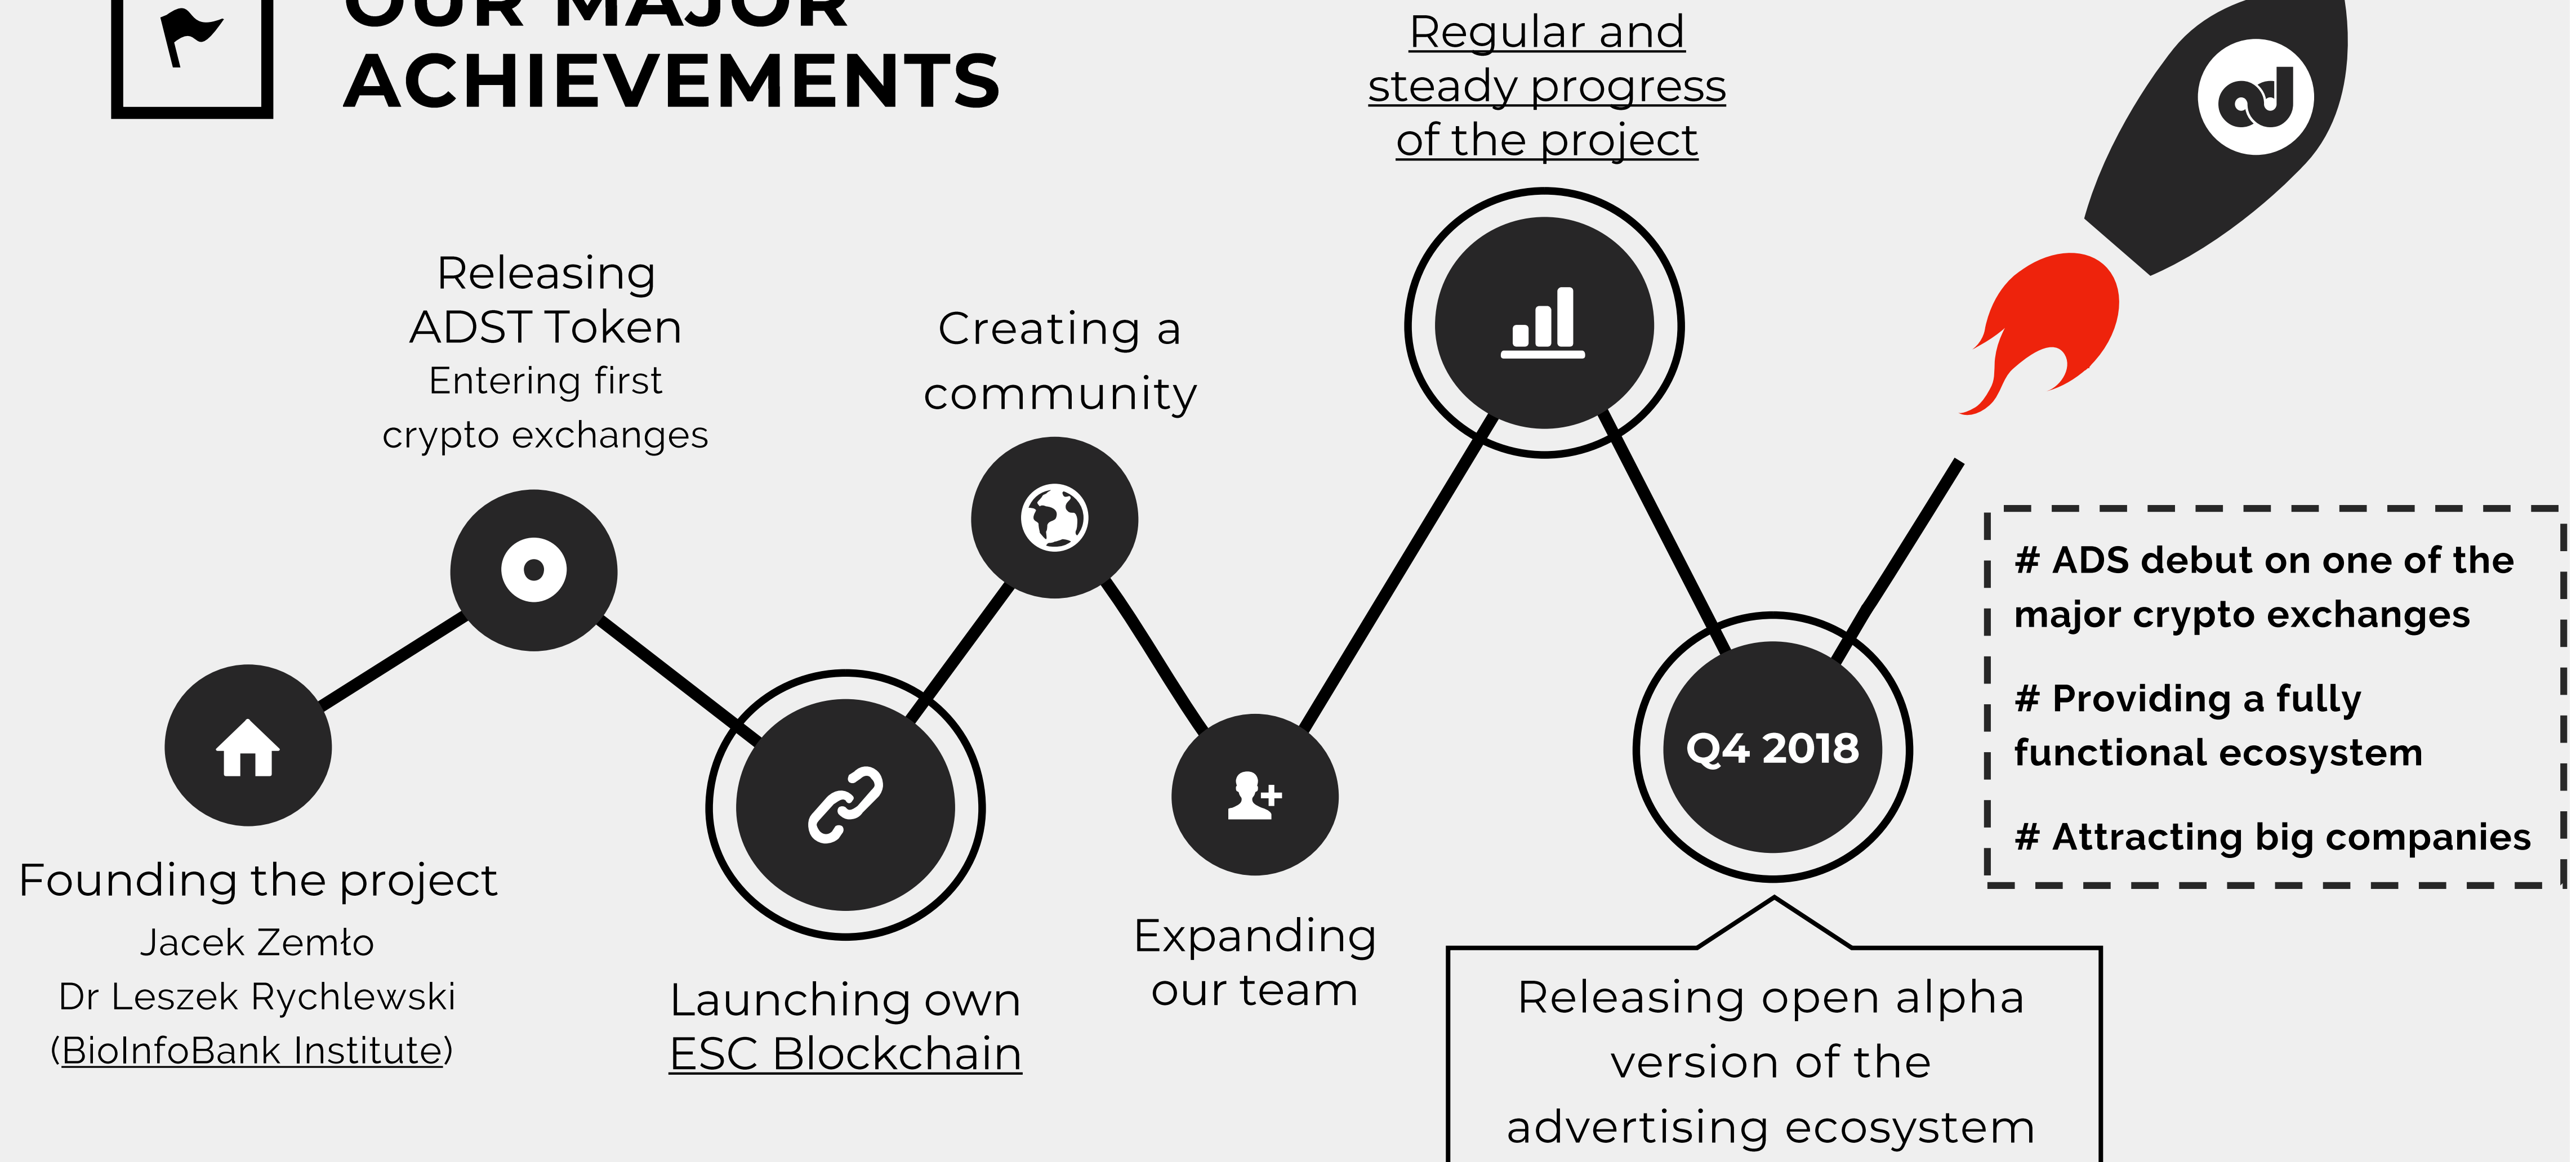 OUR MAJOR
ACHIEVEMENTS
Founding the project
Jacek Zemło
Dr Leszek Rychlewski
(BioInfoBank Institute)
Releasing
ADST Token
Entering first
crypto exchanges
Launching own
ESC Blockchain
Creating a
community
Expanding
our team
Regular and
steady progress
of the project
Q4 2018
Releasing open alpha
version of the
advertising ecosystem
ad
# ADS debut on one of the
major crypto exchanges
# Providing a fully
functional ecosystem
# Attracting big companies